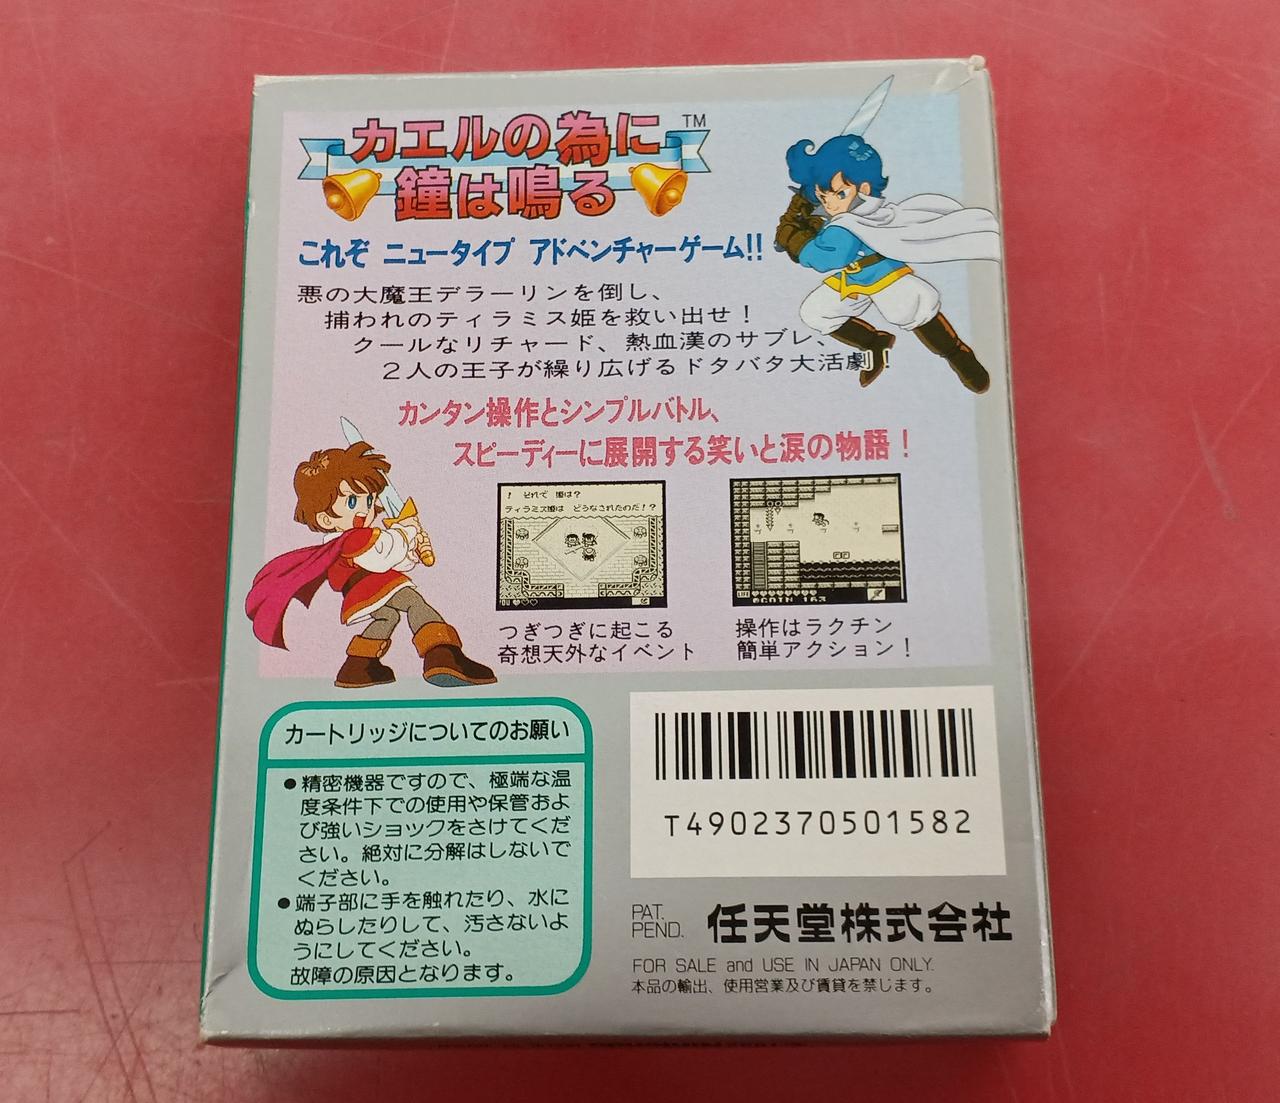 カエルの為に
鐘は鳴る
TM
これぞ ニュータイプ アドベンチャーゲーム!!
悪の大魔王デラーリンを倒し、
捕われのティラミス姫を救い出せ！
クールなリチャード、熱血漢のサブレ、
２人の王子が繰り広げるドタバタ大活劇！
カンタン操作とシンプルバトル、
スピーディーに展開する笑いと涙の物語！
！ それで 姫は？
ティラミス姫は どうなされたのだ！？
つぎつぎに起こる
奇想天外なイベント
COIN 163
操作はラクチン
簡単アクション！
カートリッジについてのお願い
●精密機器ですので、極端な温
度条件下での使用や保管およ
び強いショックをさけてくだ
さい。絶対に分解はしないで
ください。
●端子部に手を触れたり、水に
ぬらしたりして、汚さないよ
うにしてください。
故障の原因となります。
T4902370501582
PAT.
PEND.
任天堂株式会社
FOR SALE and USE IN JAPAN ONLY.
本品の輸出、使用営業及び賃貸を禁じます。